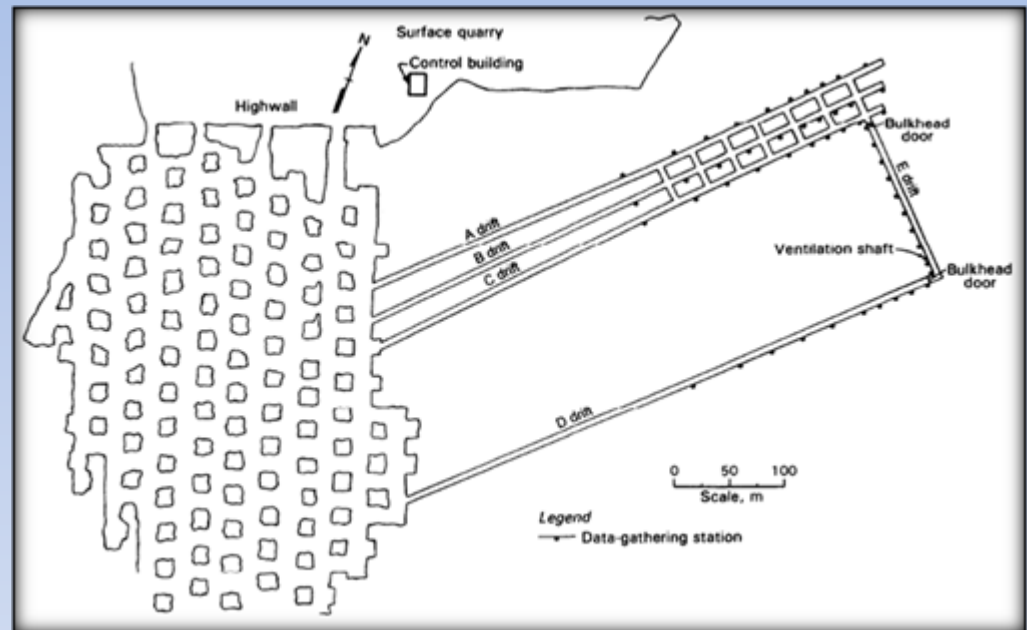 N
Surface quarry
Control building
Highwall
Bulkhead
door
A drift
B drift
C drift
E drift
Ventilation shaft
Bulkhead
door
D drift
0 50 100
Scale, m
Legend
Data-gathering station